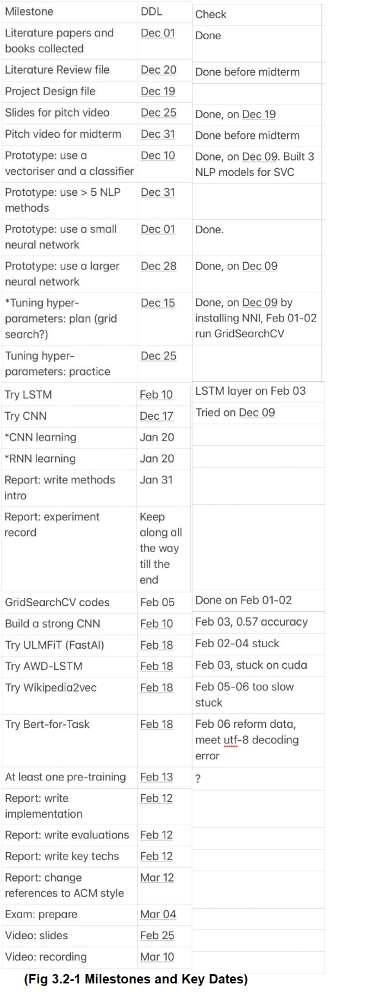 Milestone DDL Check
Literature papers and Dec 01 Done
books collected
Literature Review file Dec 20 Done before midterm
Project Design file Dec 19
Slides for pitch video Dec 25 Done, on Dec 19
Pitch video for midterm Dec 31 Done before midterm
Prototype: use a Dec 10 Done, on Dec 09. Built 3
vectoriser and a classifier NLP models for SVC
Prototype: use > 5 NLP Dec 31
methods
Prototype: use a small Dec 01 Done.
neural network
Prototype: use a larger Dec 28 Done, on Dec 09
neural network
*Tuning hyper- Dec 15 Done, on Dec 09 by
parameters: plan (grid installing NNI, Feb 01-02
search?) run GridSearchCV
Tuning hyper- Dec 25
parameters: practice
Try LSTM Feb 10 LSTM layer on Feb 03
Try CNN Dec 17 Tried on Dec 09
*CNN learning Jan 20
*RNN learning Jan 20
Report: write methods Jan 31
intro
Report: experiment Keep
record along all
the way
till the
end
GridSearchCV codes Feb 05 Done on Feb 01-02
Build a strong CNN Feb 10 Feb 03, 0.57 accuracy
Try ULMFiT (FastAI) Feb 18 Feb 02-04 stuck
Try AWD-LSTM Feb 18 Feb 03, stuck on cuda
Try Wikipedia2vec Feb 18 Feb 05-06 too slow
stuck
Try Bert-for-Task Feb 18 Feb 06 reform data,
meet utf-8 decoding
error
At least one pre-training Feb 13 ?
Report: write Feb 12
implementation
Report: write evaluations Feb 12
Report: write key techs Feb 12
Report: change Mar 12
references to ACM style
Exam: prepare Mar 04
Video: slides Feb 25
Video: recording Mar 10
(Fig 3.2-1 Milestones and Key Dates)